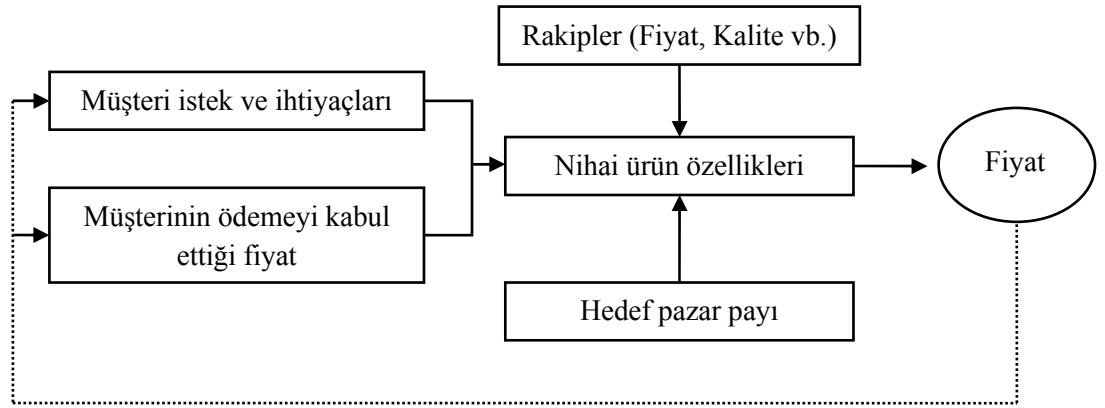 Rakipler (Fiyat, Kalite vb.)
Müşteri istek ve ihtiyaçları
Nihai ürün özellikleri
Fiyat
Müşterinin ödemeyi kabul
ettiği fiyat
Hedef pazar payı